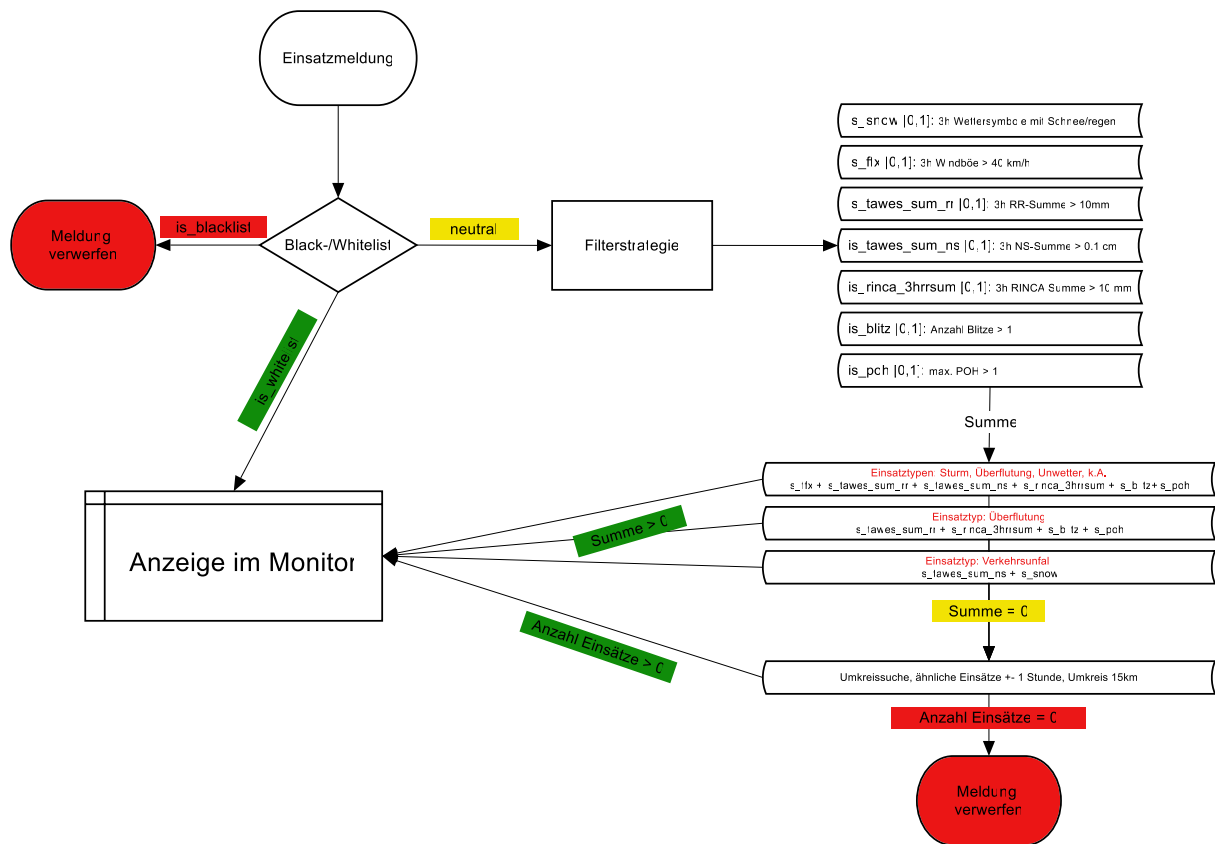 Einsatzmeldung
Black-/Whitelist
is_blacklist
Meldung
verwerfen
neutral
Filterstrategie
s_snow [0,1]: 3h Wettersymbole mit Schnee/regen
s_ffx [0,1]: 3h Windböe > 40 km/h
s_tawes_sum_rr [0,1]: 3h RR-Summe > 10mm
is_tawes_sum_ns [0,1]: 3h NS-Summe > 0.1 cm
is_rinca_3hrrsum [0,1]: 3h RINCA Summe > 10 mm
is_blitz [0,1]: Anzahl Blitze > 1
is_poh [0,1]: max. POH > 1
Summe
is_whitelist
Einsatztypen: Sturm, Überflutung, Unwetter, k.A.
s_ffx + s_tawes_sum_rr + s_tawes_sum_ns + s_rinca_3hrrsum + s_blitz+ s_poh
Einsatztyp: Überflutung
s_tawes_sum_rr + s_rinca_3hrrsum + s_blitz + s_poh
Einsatztyp: Verkehrsunfal
s_tawes_sum_ns + s_snow
Summe > 0
Anzeige im Monitor
Summe = 0
Anzahl Einsätze > 0
Umkreissuche, ähnliche Einsätze +- 1 Stunde, Umkreis 15km
Anzahl Einsätze = 0
Meldung
verwerfen